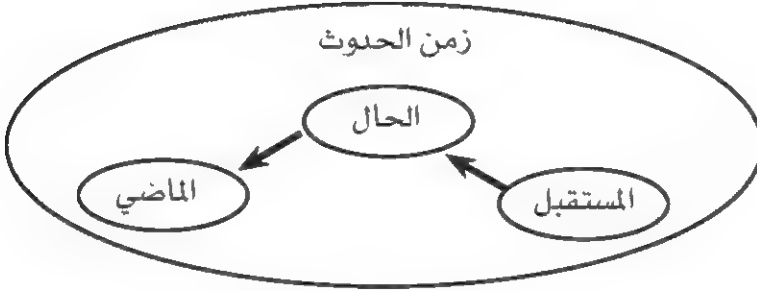 زمن الحدوث
الحال
المستقبل
الماضي